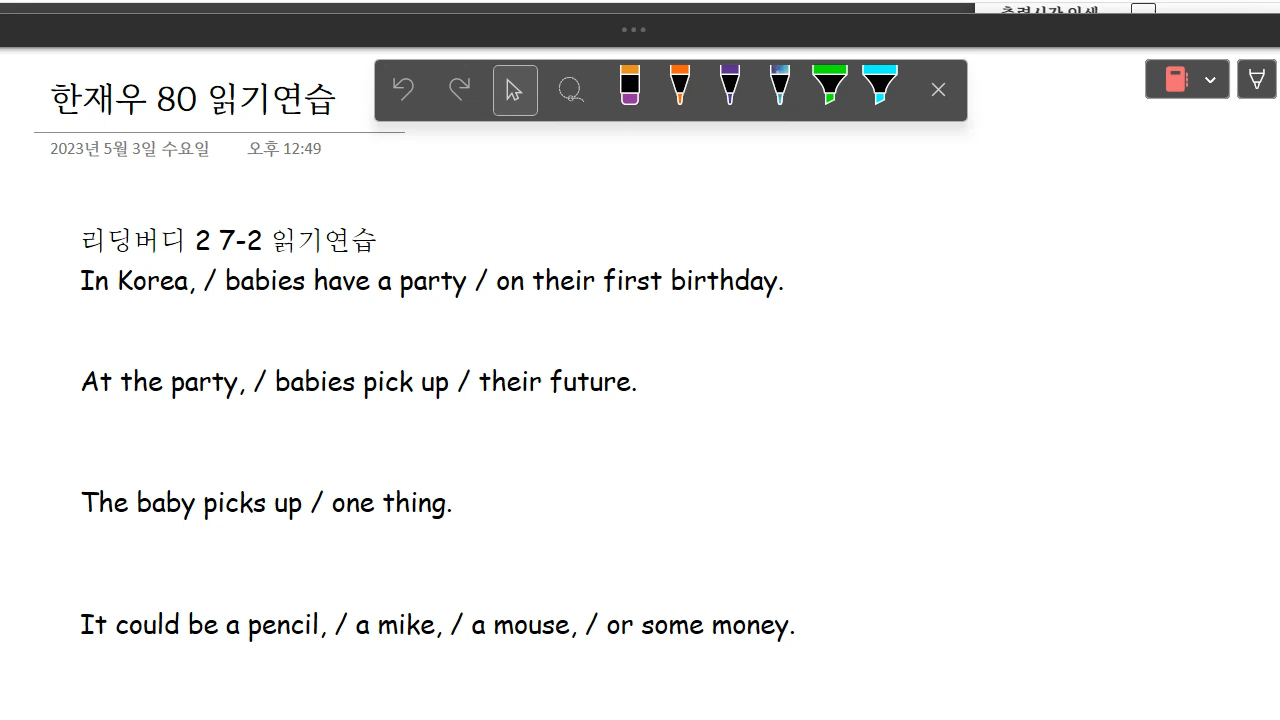 한재우 80 읽기연습
2023년 5월 3일 수요일 오후 12:49
리딩버디 2 7-2 읽기연습
In Korea, / babies have a party / on their first birthday.
At the party, / babies pick up / their future.
The baby picks up / one thing.
It could be a pencil, / a mike, / a mouse, / or some money.